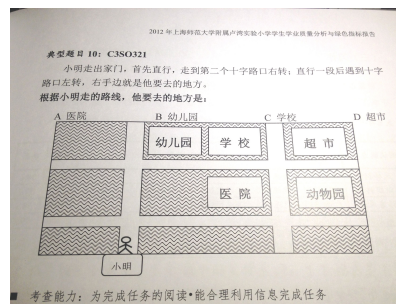 2012 年上海师范大学附属卢湾实验小学学生学业质量分析与绿色指标报告
典型题目 10：C3SO321
小明走出家门，首先直行，走到第二个十字路口右转；直行一段后遇到十字
路口左转，右手边就是他要去的地方。
根据小明走的路线，他要去的地方是：
A 医院 B 幼儿园 C 学校 D 超市
幼儿园 学校 超市
医院 动物园
小明
■ 考查能力：为完成任务的阅读·能合理利用信息完成任务